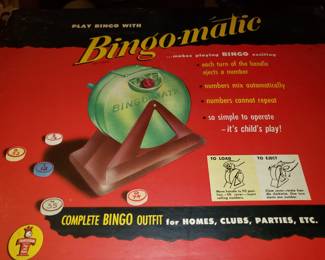 PLAY BINGO WITH
Bingo-matic
...makes playing BINGO exciting
• each turn of the handle
ejects a number
• numbers mix automatically
• numbers cannot repeat
• so simple to operate
– it's child's play!
BINGO-MATIC
TO LOAD
TO EJECT
COMPLETE BINGO OUTFIT for HOMES, CLUBS, PARTIES, ETC.